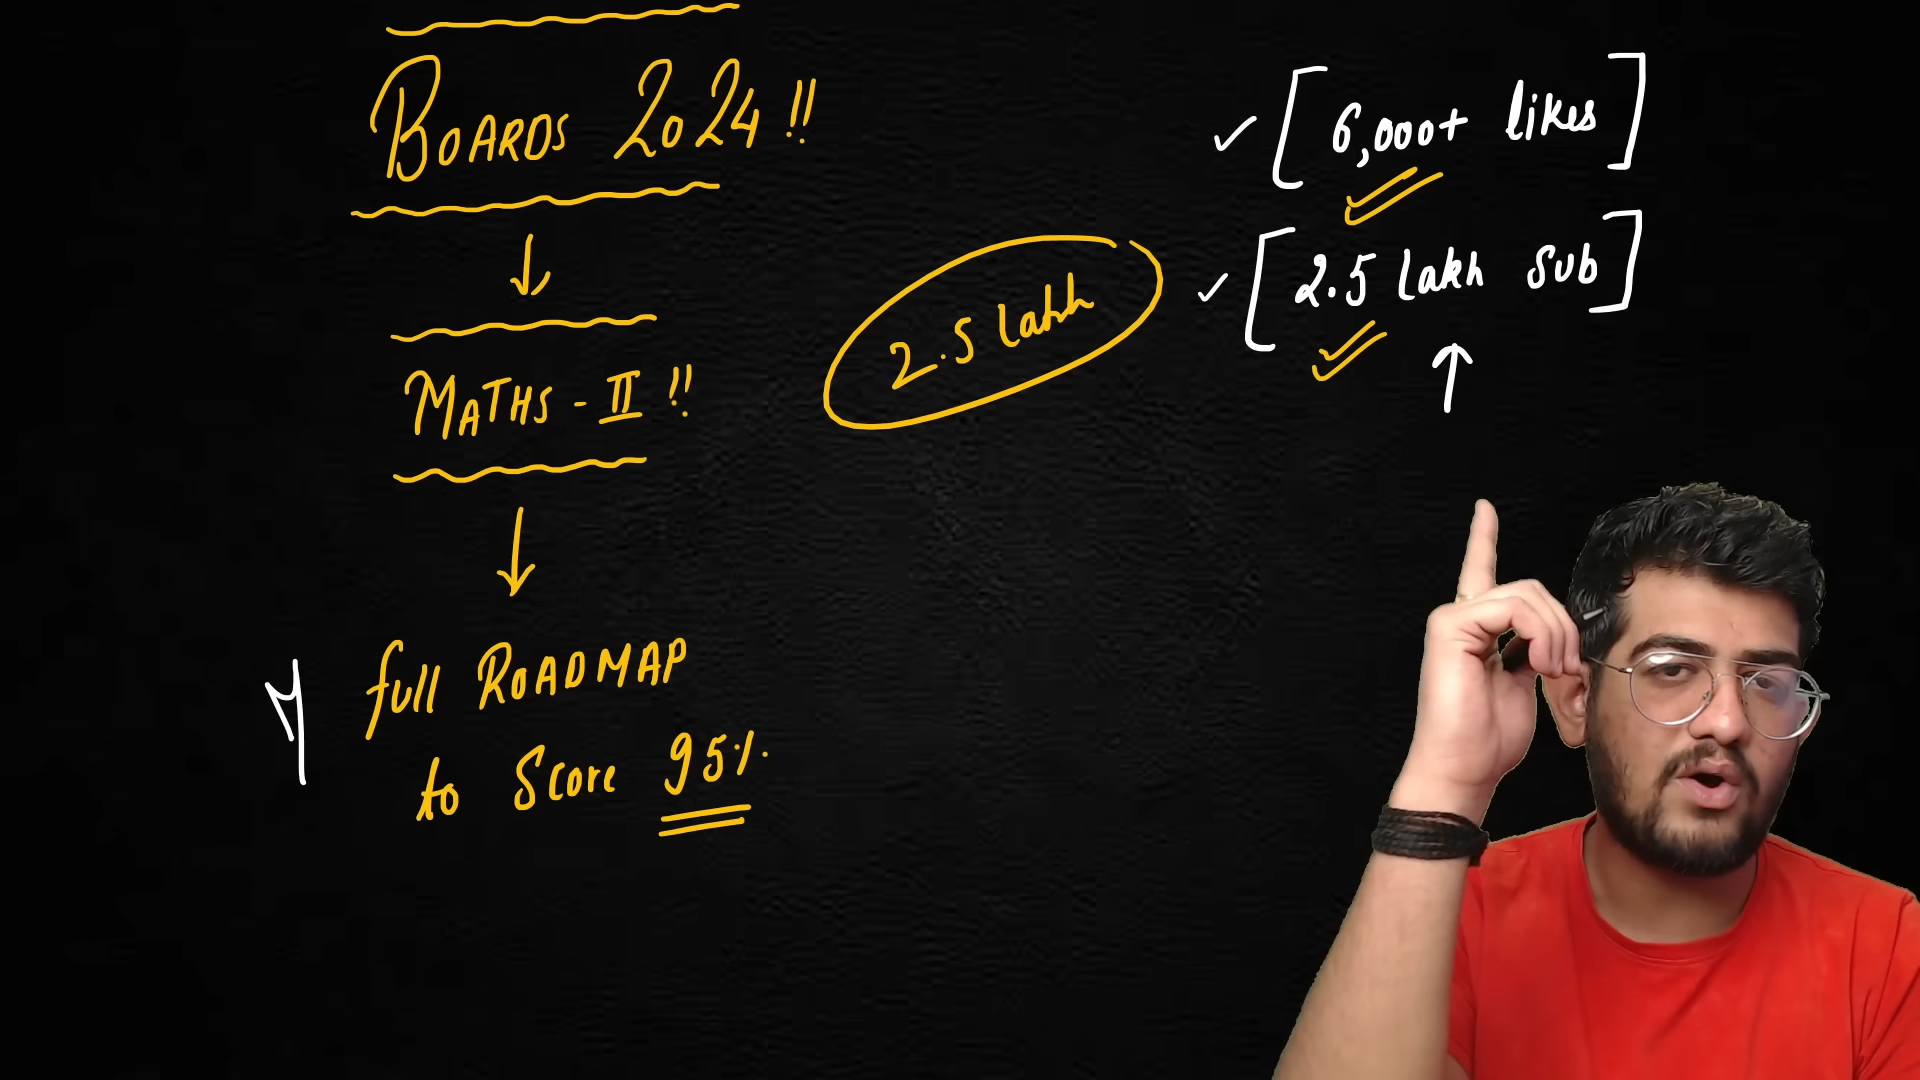 BOARDS 2024 !!
MATHS - II !!
full ROADMAP
to Score 95%
2.5 lakh
✓ [ 6,000+ likes ]
✓ [ 2.5 lakh sub ]